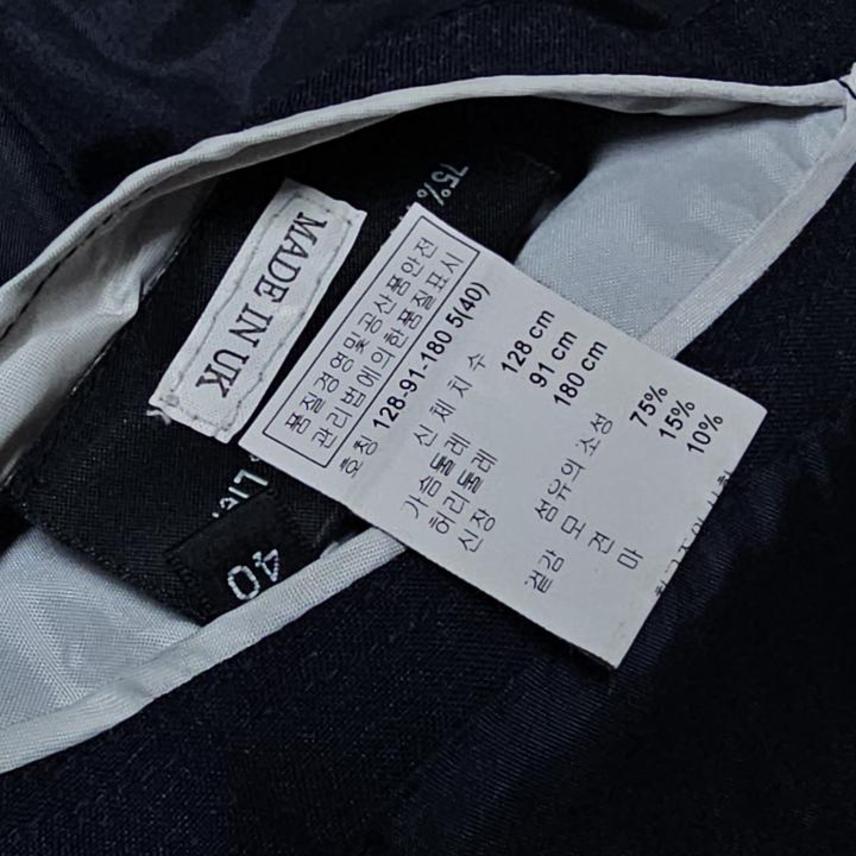 75%
MADE IN UK
40
품질경영및공산품안전
관리법에의한품질표시
호칭 128-91-180 5(40)
신체치수
가슴둘레 128 cm
허리둘레 91 cm
신장 180 cm
섬유의 소성
겉감 모 75%
견 15%
마 10%